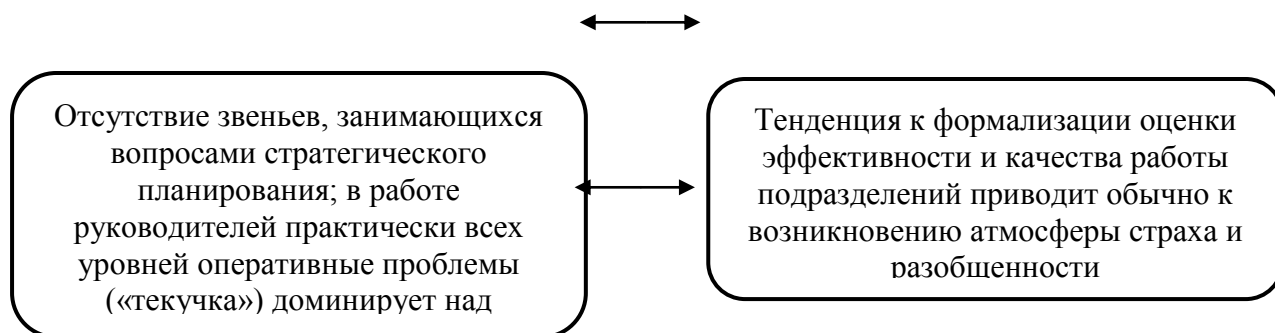 Отсутствие звеньев, занимающихся
вопросами стратегического
планирования; в работе
руководителей практически всех
уровней оперативные проблемы
(«текучка») доминирует над
Тенденция к формализации оценки
эффективности и качества работы
подразделений приводит обычно к
возникновению атмосферы страха и
разобщенности